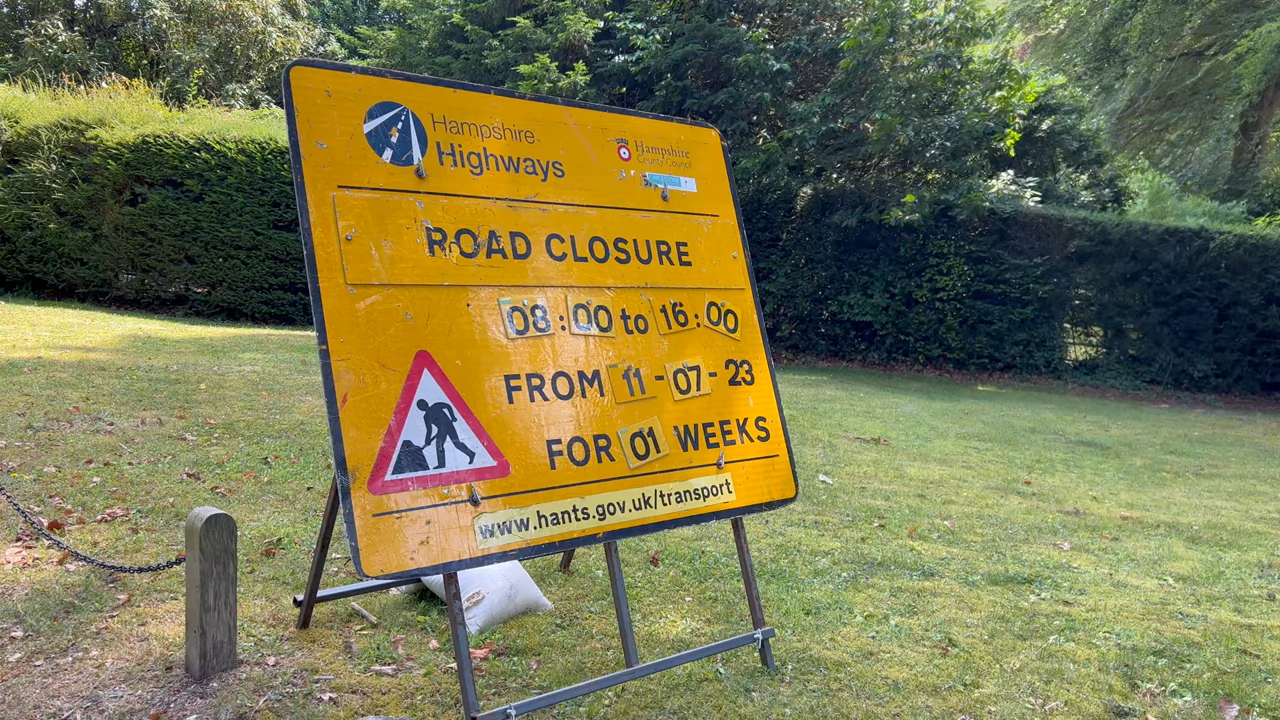 Hampshire
Highways
Hampshire
County Council
ROAD CLOSURE
08:00 to 16:00
FROM 11-07-23
FOR 01 WEEKS
www.hants.gov.uk/transport